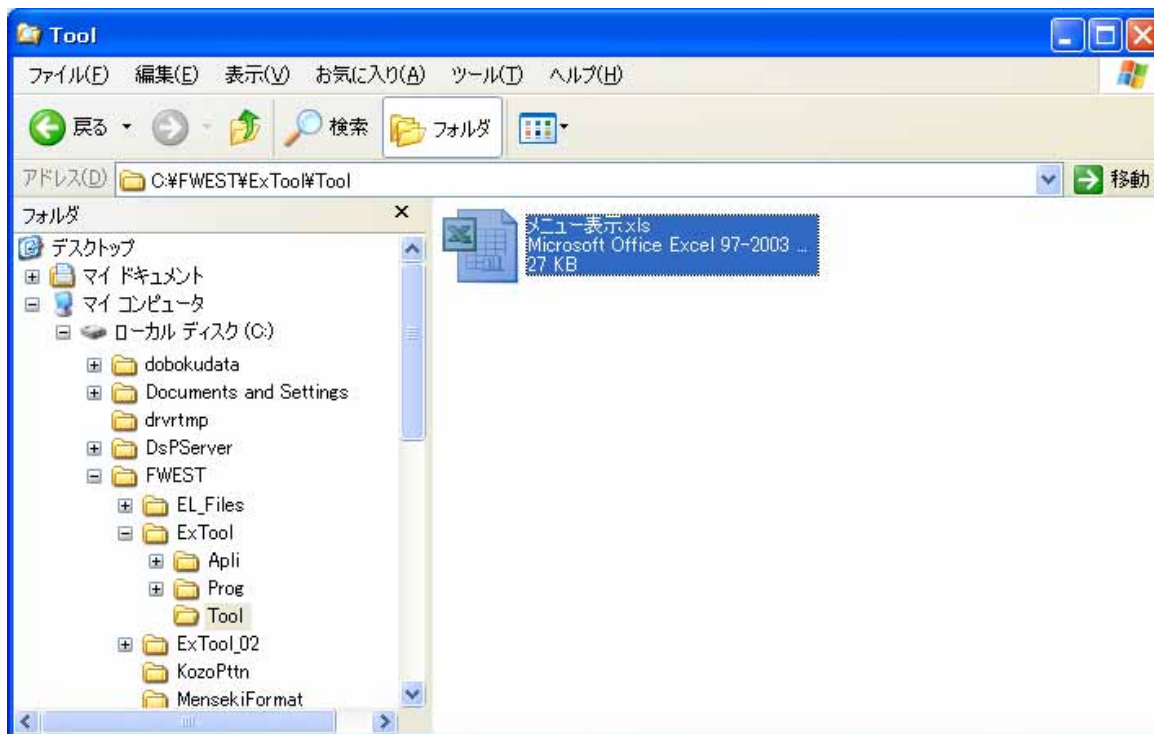 Tool
ファイル(F) 編集(E) 表示(V) お気に入り(A) ツール(T) ヘルプ(H)
戻る 検索 フォルダ
アドレス(D) C:¥FWEST¥ExTool¥Tool 移動
フォルダ
デスクトップ
マイ ドキュメント
マイ コンピュータ
ローカル ディスク (C:)
dobokudata
Documents and Settings
drvrtmp
DsPServer
FWEST
EL_Files
ExTool
Apli
Prog
Tool
ExTool_02
KozoPttn
MensekiFormat
メニュー表示.xls
Microsoft Office Excel 97-2003 ...
27 KB